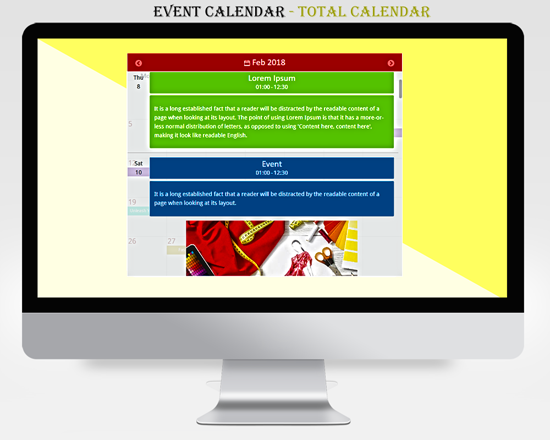 EVENT CALENDAR - TOTAL CALENDAR
Feb 2018
Thu
8
Lorem Ipsum
01:00 - 12:30
It is a long established fact that a reader will be distracted by the readable content of a
page when looking at its layout. The point of using Lorem Ipsum is that it has a more-or-
less normal distribution of letters, as opposed to using 'Content here, content here',
making it look like readable English.
5
Sat
10
Event
01:00 - 12:30
It is a long established fact that a reader will be distracted by the readable content of a
page when looking at its layout.
19
26
27